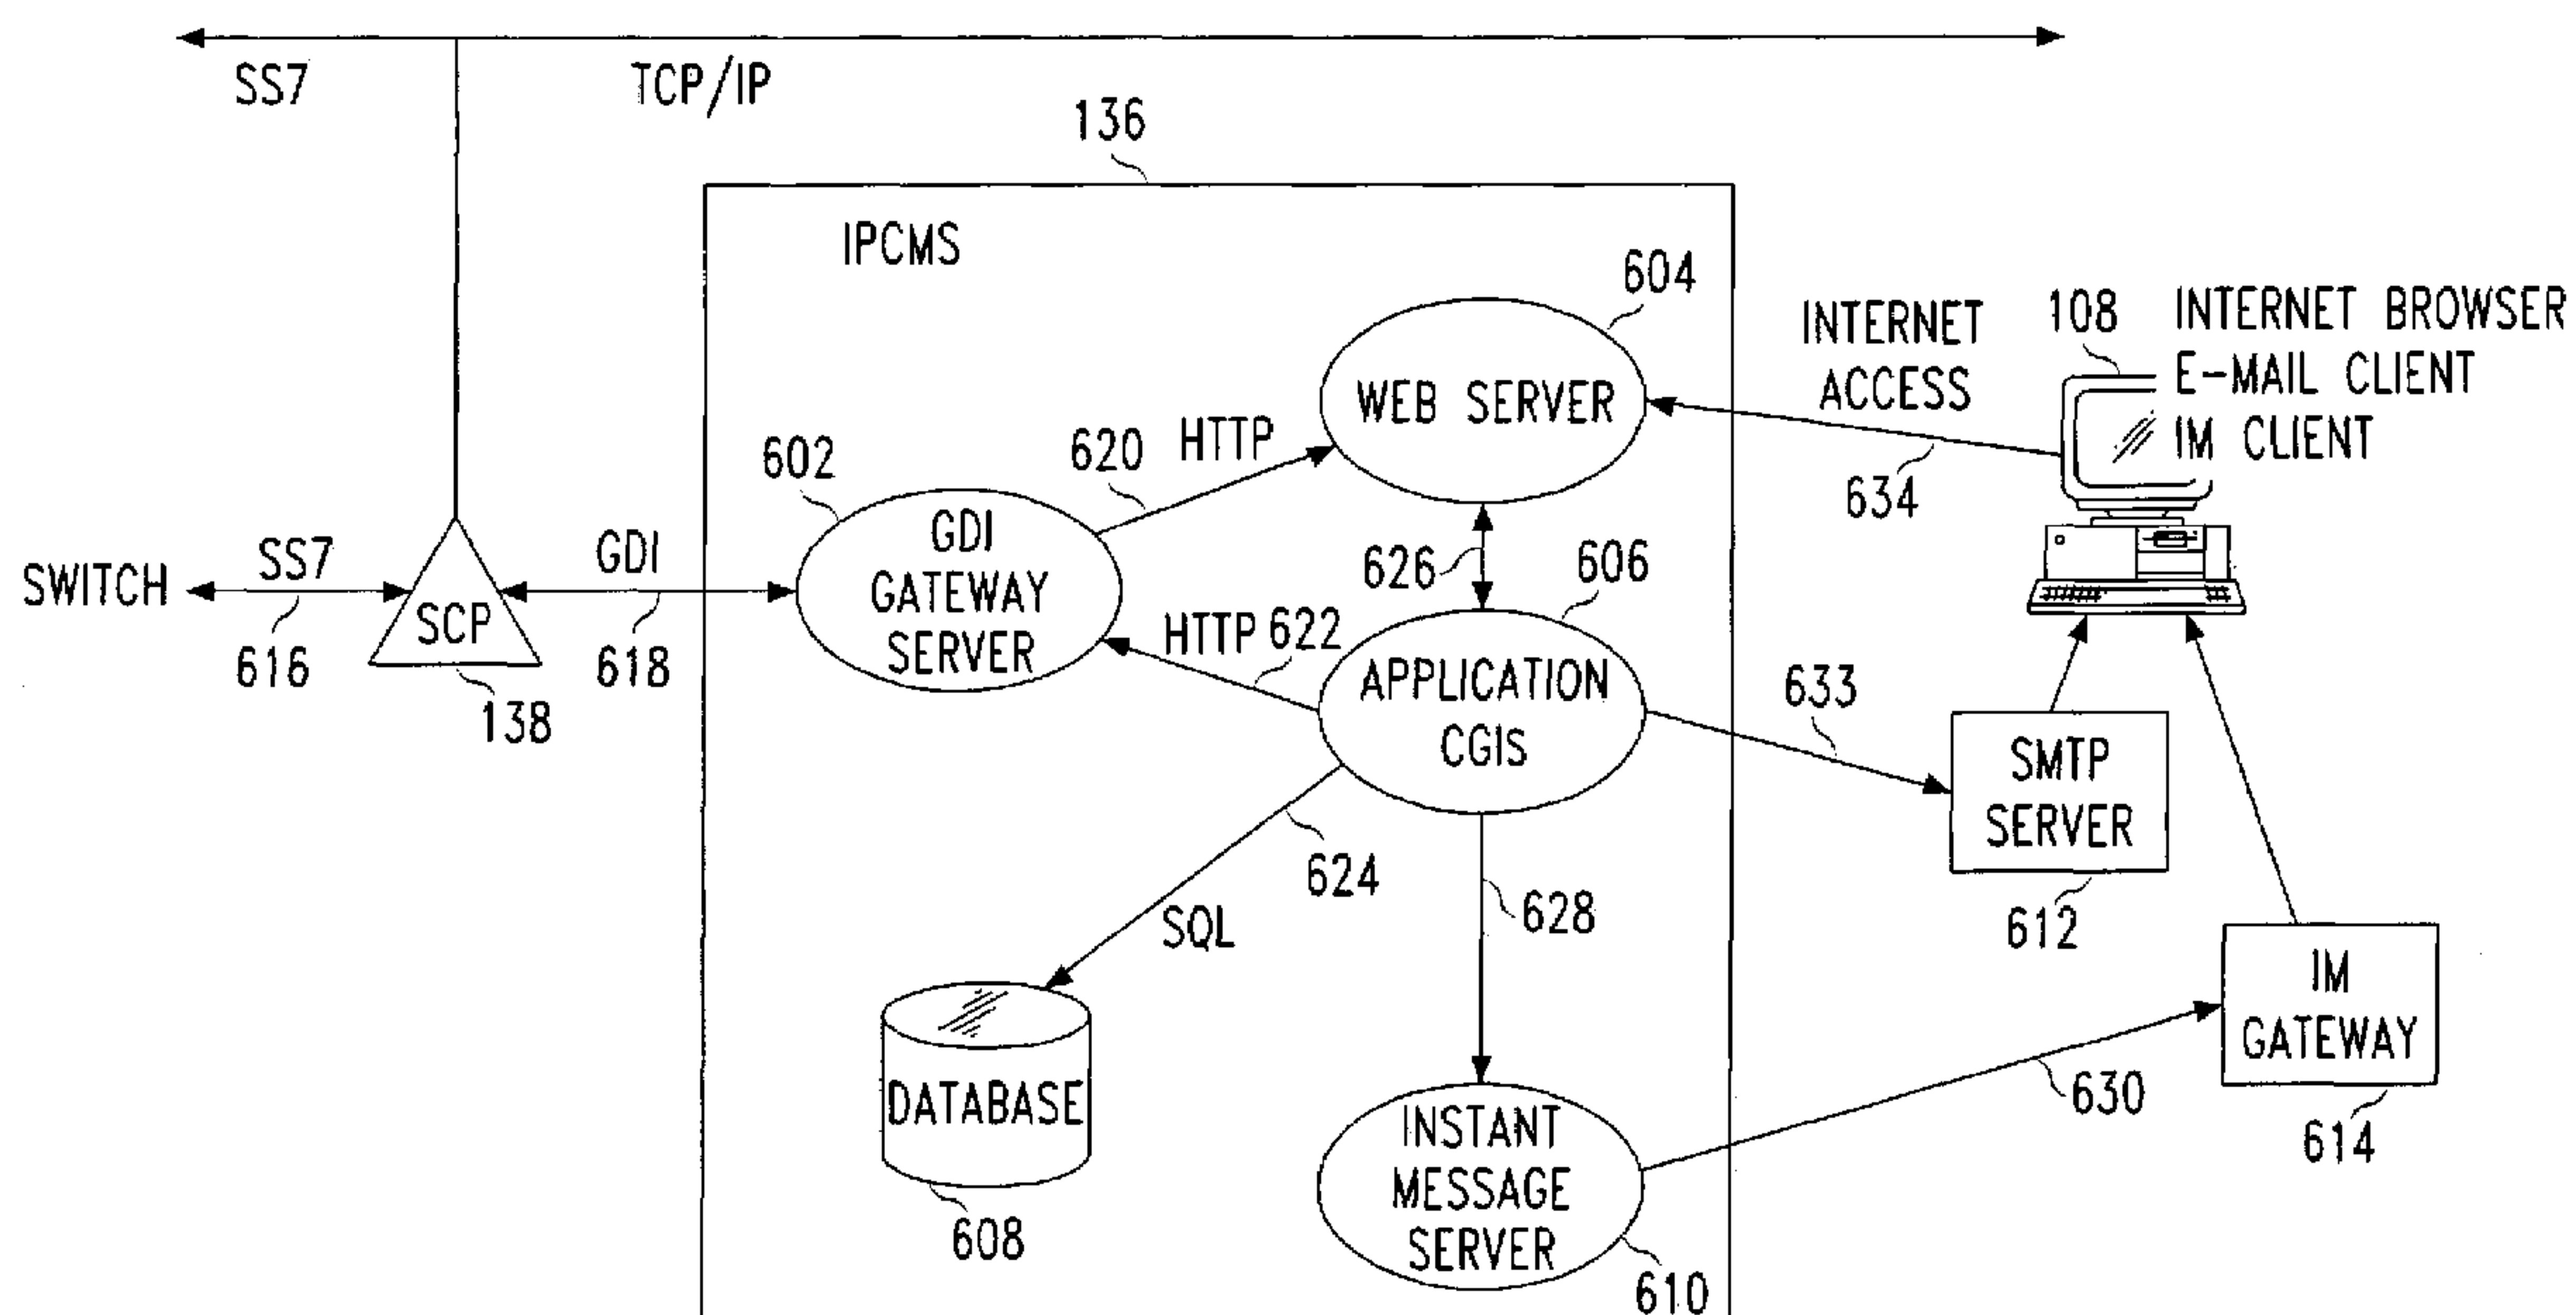 SS7
TCP/IP
136
IPCMS
604
WEB SERVER
INTERNET
ACCESS
108
INTERNET BROWSER
E-MAIL CLIENT
IM CLIENT
634
620
HTTP
602
GDI
GATEWAY
SERVER
626
606
SWITCH
SS7
616
SCP
138
GDI
618
HTTP 622
APPLICATION
CGIS
633
SMTP
SERVER
612
624
SQL
628
DATABASE
608
INSTANT
MESSAGE
SERVER
610
630
IM
GATEWAY
614